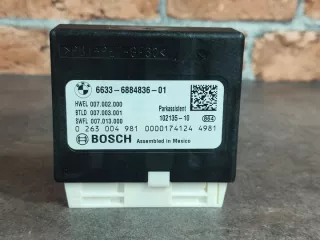 6633-6884836-01
HWEL 007.002.000
BTLD 007.003.001
SWFL 007.013.000
Parkassistent
102135-10
0 263 004 981 0000174124 4981
BOSCH Assembled in Mexico